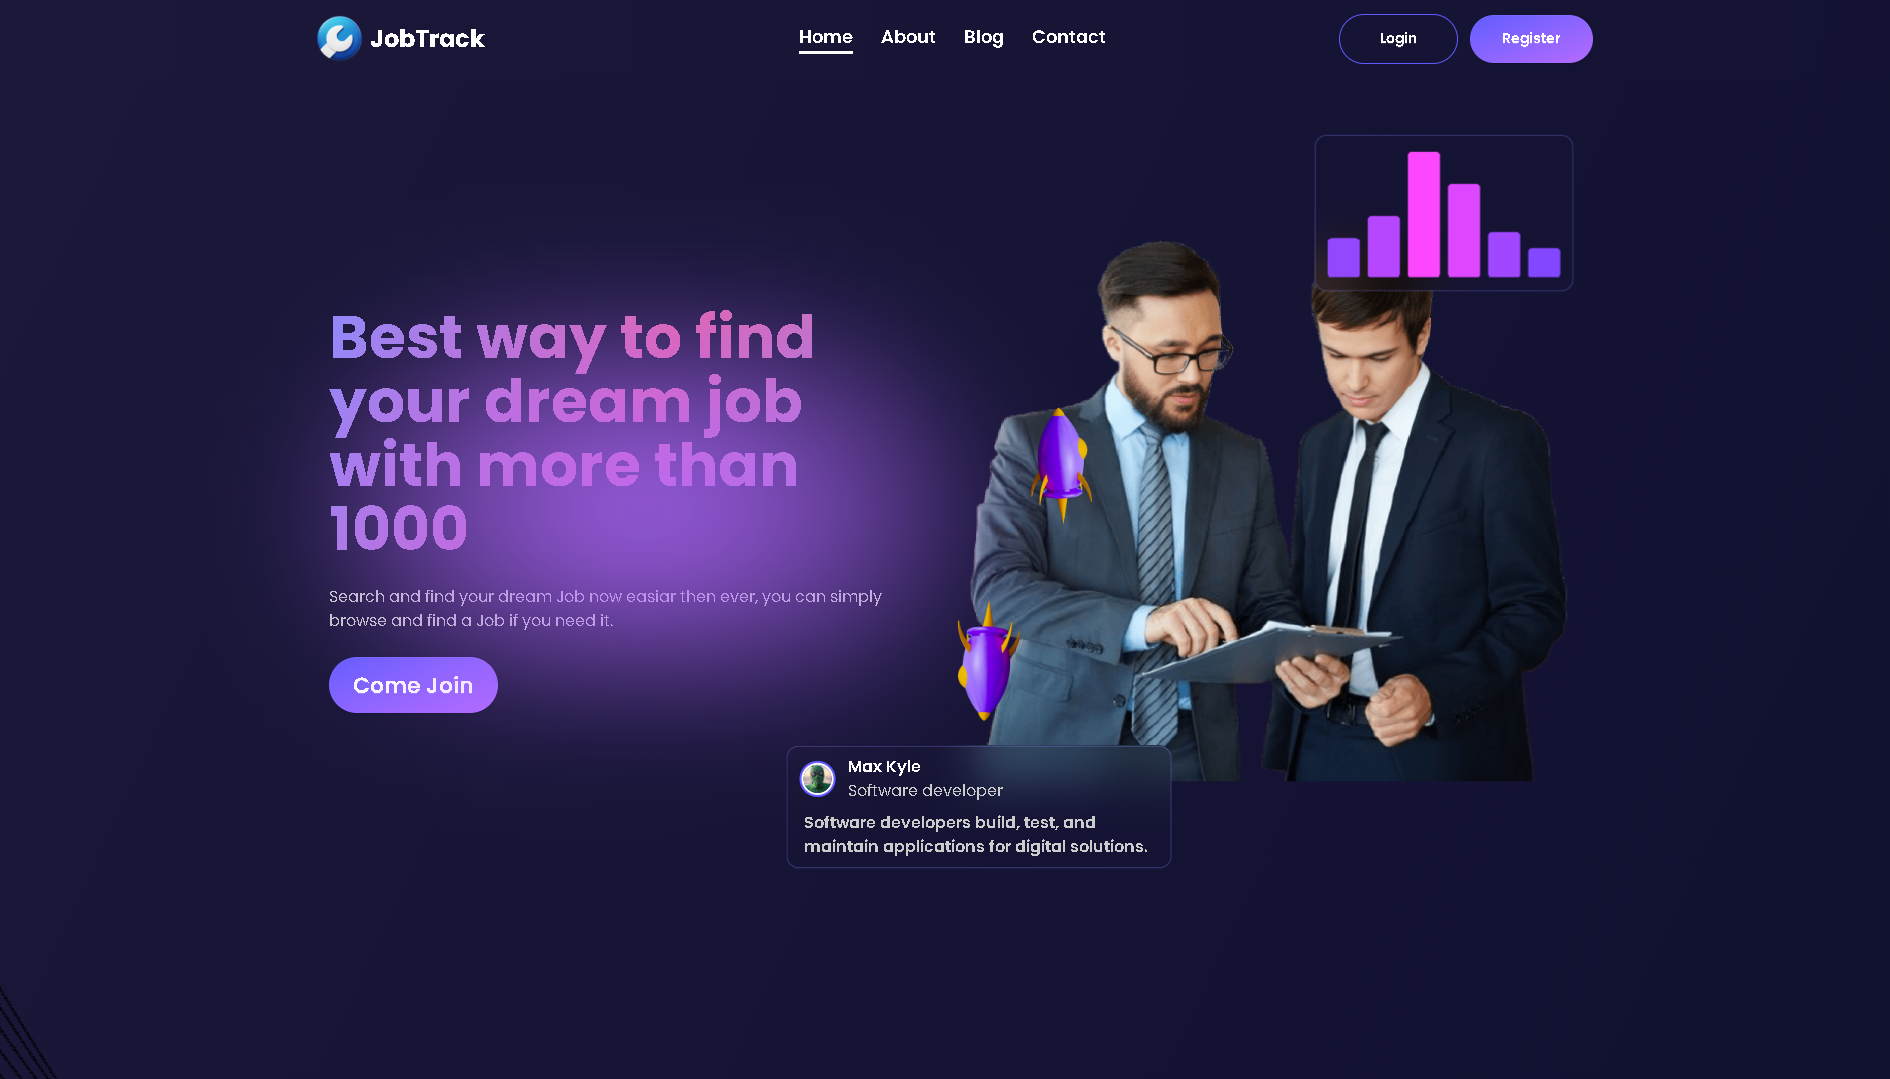 JobTrack
Home
About
Blog
Contact
Login
Register
Best way to find
your dream job
with more than
1000
Search and find your dream Job now easiar then ever, you can simply
browse and find a Job if you need it.
Come Join
Max Kyle
Software developer
Software developers build, test, and
maintain applications for digital solutions.